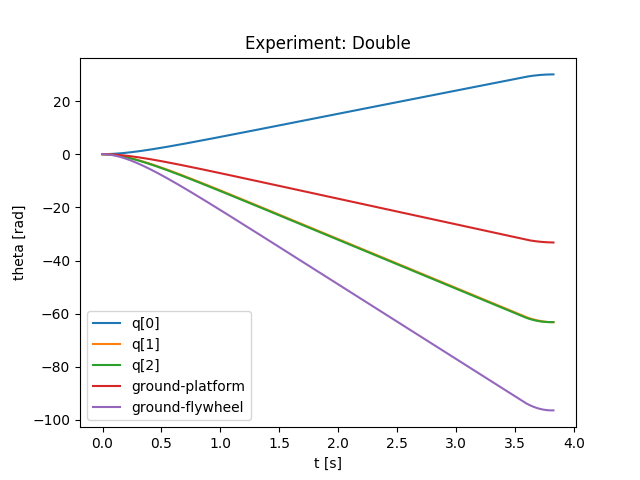 Experiment: Double
theta [rad]
20
0
−20
−40
−60
−80
−100
q[0]
q[1]
q[2]
ground-platform
ground-flywheel
0.0 0.5 1.0 1.5 2.0 2.5 3.0 3.5 4.0
t [s]